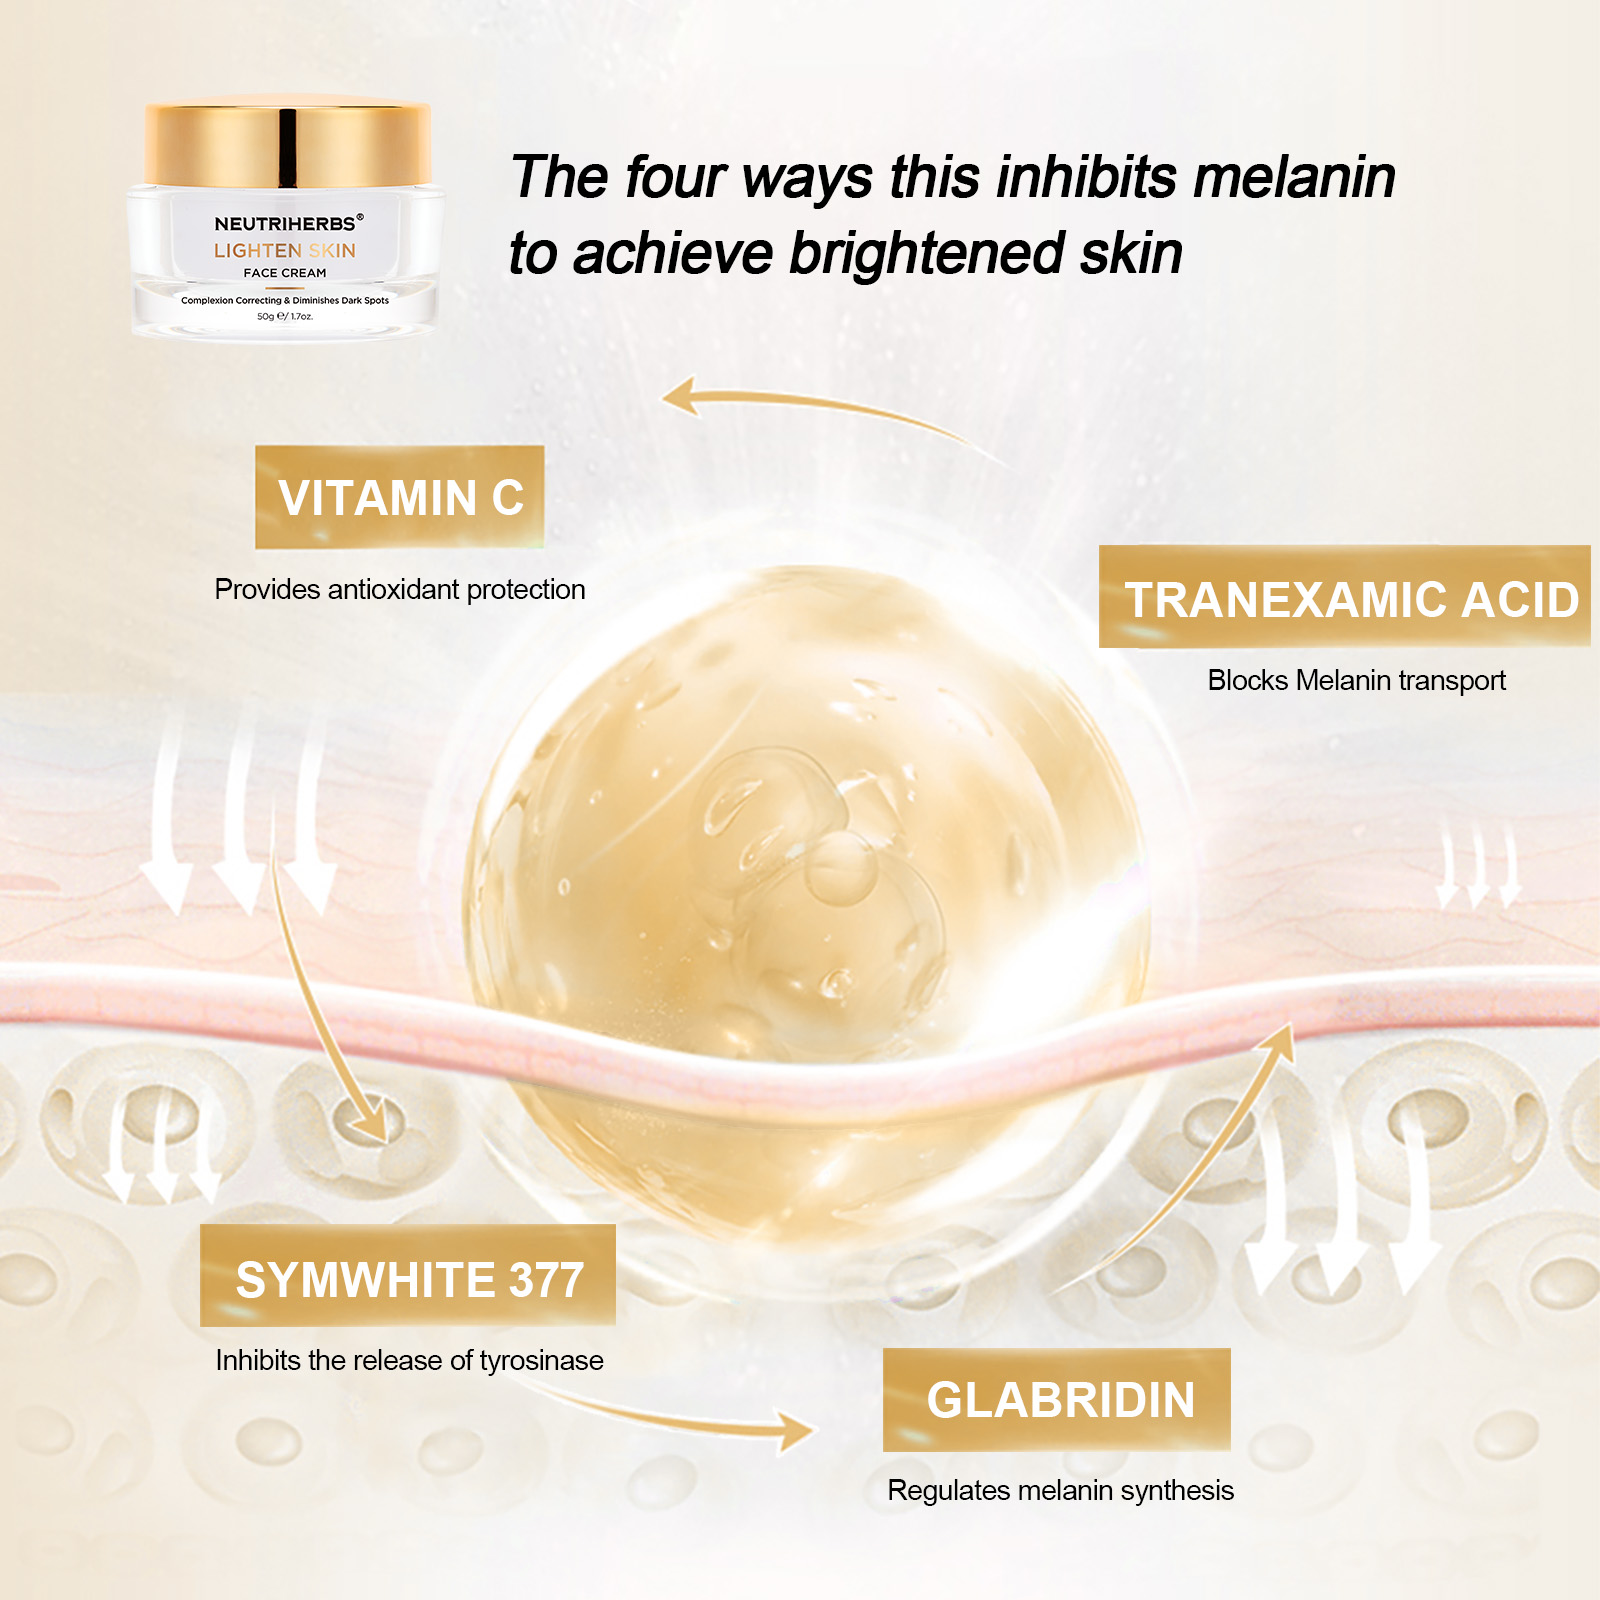 NEUTRIHERBS®
LIGHTEN SKIN
FACE CREAM
Complexion Correcting & Diminishes Dark Spots
50g ℮/ 1.7oz.
The four ways this inhibits melanin
to achieve brightened skin
VITAMIN C
Provides antioxidant protection
TRANEXAMIC ACID
Blocks Melanin transport
SYMWHITE 377
Inhibits the release of tyrosinase
GLABRIDIN
Regulates melanin synthesis